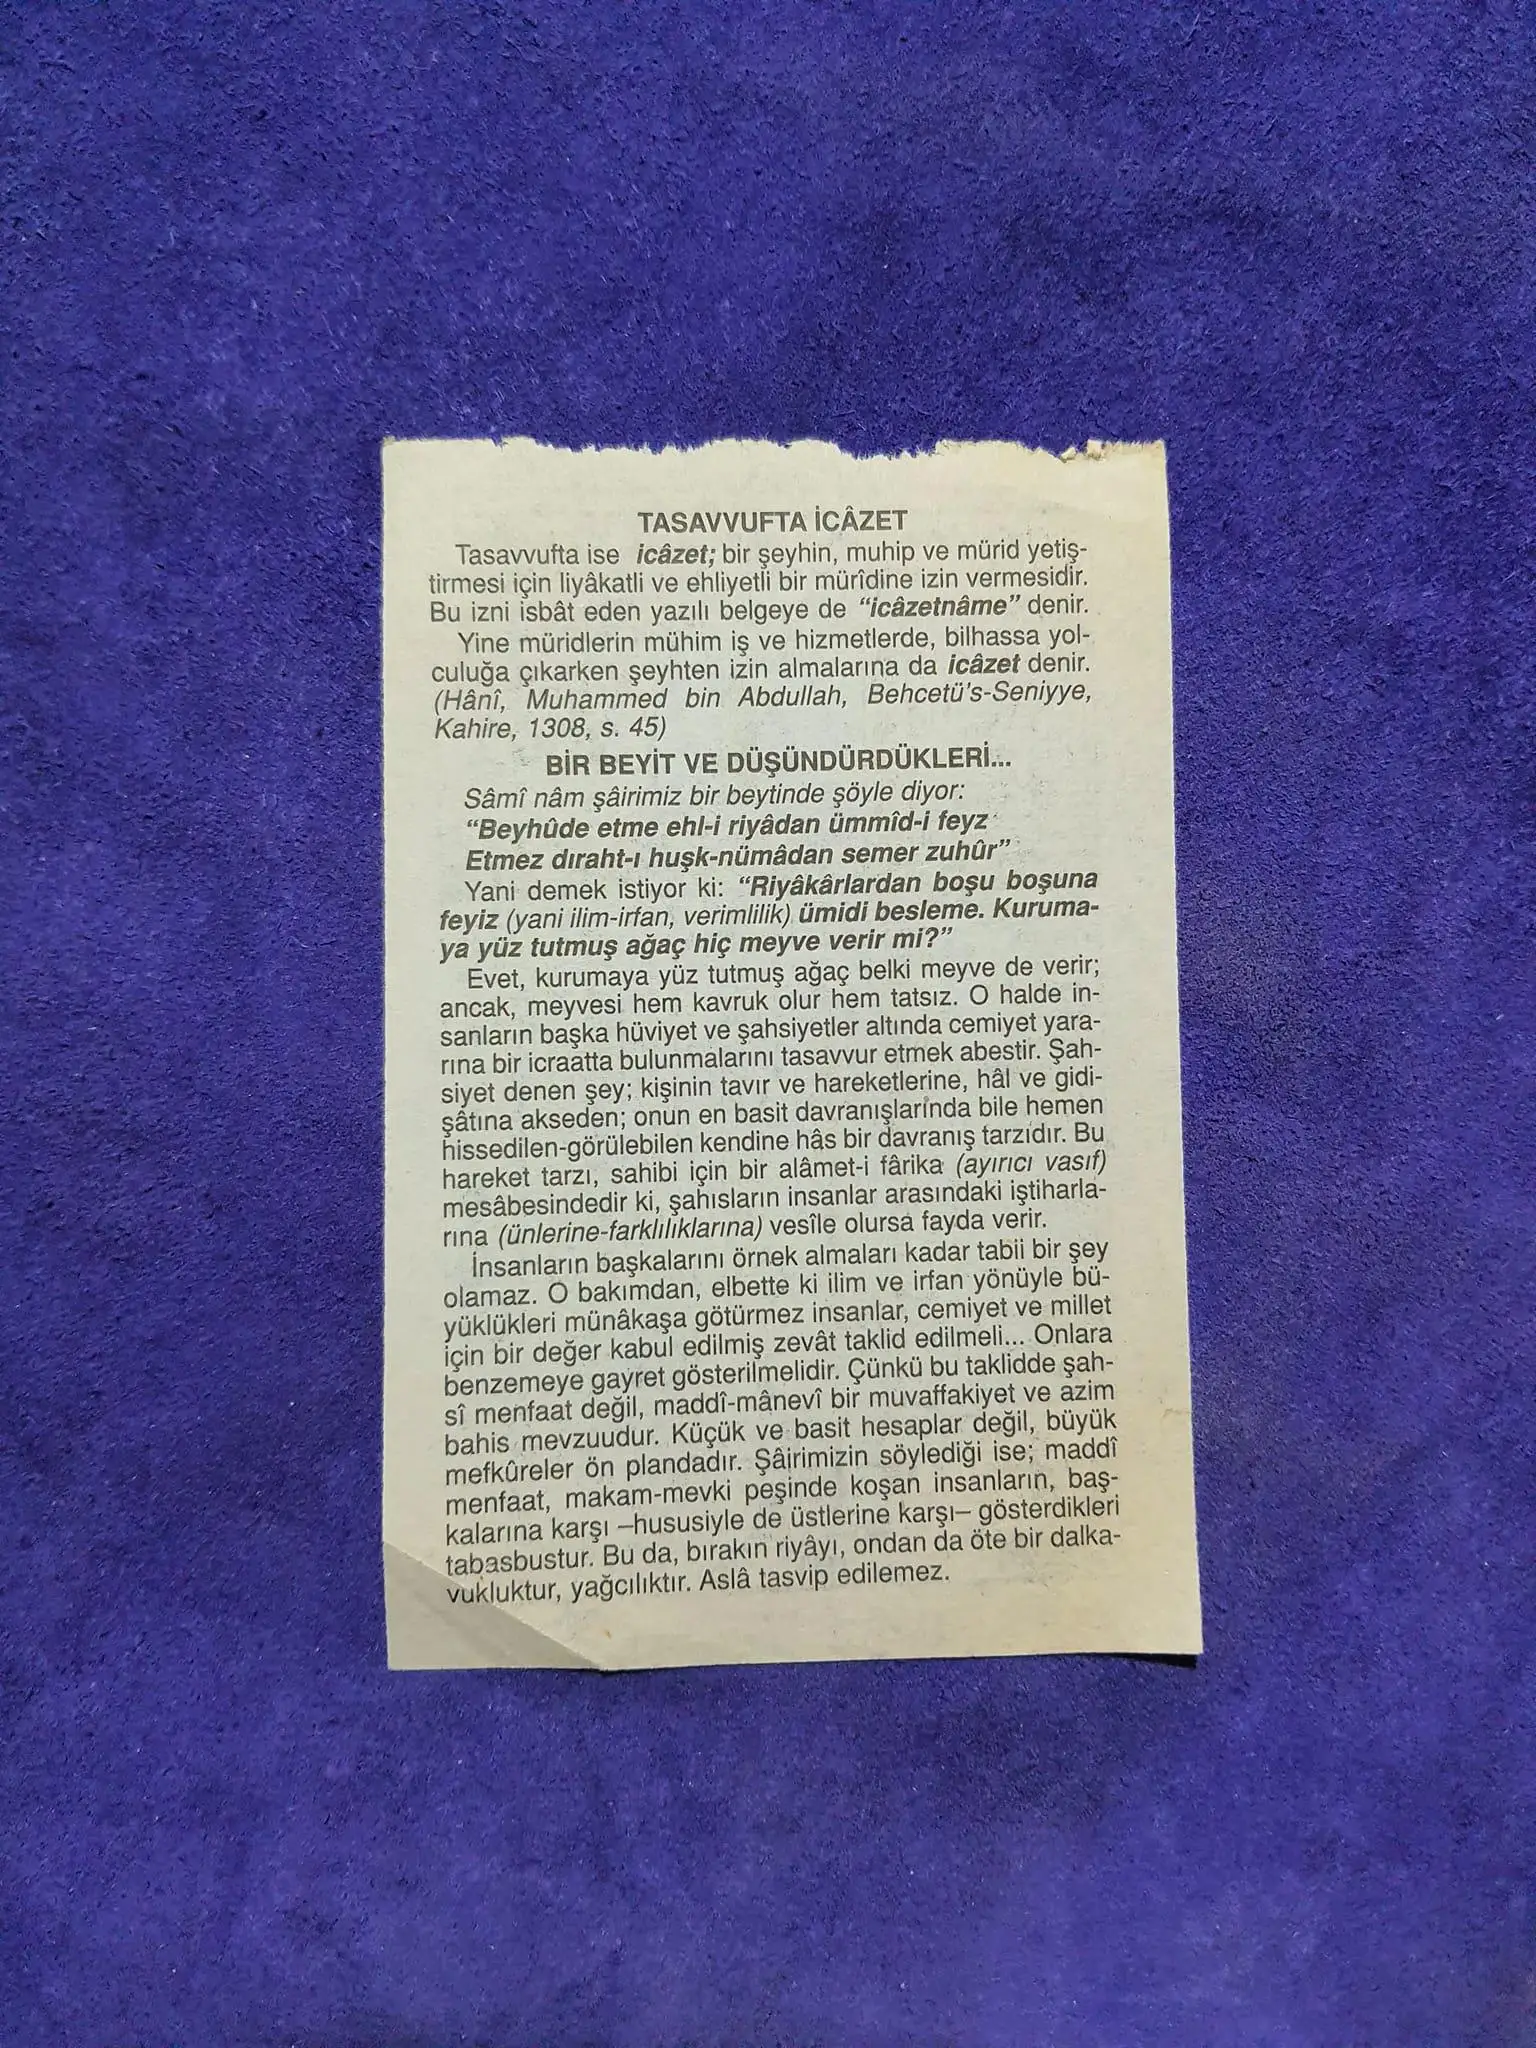 TASAVVUFTA İCÂZET
Tasavvufta ise icâzet; bir şeyhin, muhip ve mürid yetiş-
tirmesi için liyâkatli ve ehliyetli bir mürîdine izin vermesidir.
Bu izni isbât eden yazılı belgeye de “icâzetnâme” denir.
Yine müridlerin mühim iş ve hizmetlerde, bilhassa yol-
culuğa çıkarken şeyhten izin almalarına da icâzet denir.
(Hânî, Muhammed bin Abdullah, Behcetü's-Seniyye,
Kahire, 1308, s. 45)
BİR BEYİT VE DÜŞÜNDÜRDÜKLERİ...
Sâmî nâm şâirimiz bir beytinde şöyle diyor:
“Beyhûde etme ehl-i riyâdan ümmîd-i feyz
Etmez dıraht-ı huşk-nümâdan semer zuhûr”
Yani demek istiyor ki: “Riyâkârlardan boşu boşuna
feyiz (yani ilim-irfan, verimlilik) ümidi besleme. Kuruma-
ya yüz tutmuş ağaç hiç meyve verir mi?”
Evet, kurumaya yüz tutmuş ağaç belki meyve de verir;
ancak, meyvesi hem kavruk olur hem tatsız. O halde in-
sanların başka hüviyet ve şahsiyetler altında cemiyet yara-
rına bir icraatta bulunmalarını tasavvur etmek abestir. Şah-
siyet denen şey; kişinin tavır ve hareketlerine, hâl ve gidi-
şâtına akseden; onun en basit davranışlarında bile hemen
hissedilen-görülebilen kendine hâs bir davranış tarzıdır. Bu
hareket tarzı, sahibi için bir alâmet-i fârika (ayırıcı vasıf)
mesâbesindedir ki, şahısların insanlar arasındaki iştiharla-
rına (ünlerine-farklılıklarına) vesîle olursa fayda verir.
İnsanların başkalarını örnek almaları kadar tabii bir şey
olamaz. O bakımdan, elbette ki ilim ve irfan yönüyle bü-
yüklükleri münâkaşa götürmez insanlar, cemiyet ve millet
için bir değer kabul edilmiş zevât taklid edilmeli... Onlara
benzemeye gayret gösterilmelidir. Çünkü bu taklidde şah-
sî menfaat değil, maddî-mânevî bir muvaffakiyet ve azim
bahis mevzuudur. Küçük ve basit hesaplar değil, büyük
mefkûreler ön plandadır. Şâirimizin söylediği ise; maddî
menfaat, makam-mevki peşinde koşan insanların, baş-
kalarına karşı –hususiyle de üstlerine karşı– gösterdikleri
tabasbustur. Bu da, bırakın riyâyı, ondan da öte bir dalka-
vukluktur, yağcılıktır. Aslâ tasvip edilemez.